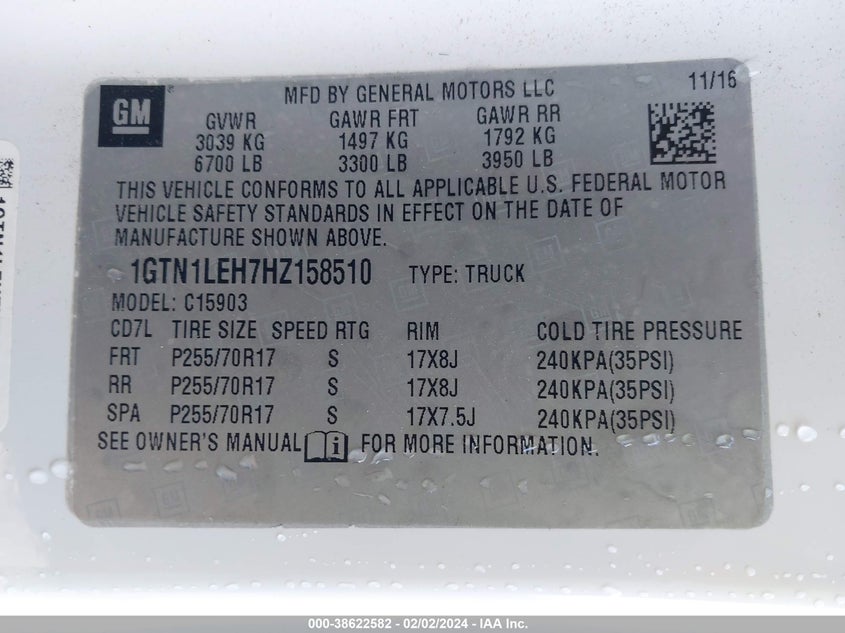 GM
MFD BY GENERAL MOTORS LLC
11/16
GVWR GAWR FRT GAWR RR
3039 KG 1497 KG 1792 KG
6700 LB 3300 LB 3950 LB
THIS VEHICLE CONFORMS TO ALL APPLICABLE U.S. FEDERAL MOTOR
VEHICLE SAFETY STANDARDS IN EFFECT ON THE DATE OF
MANUFACTURE SHOWN ABOVE.
1GTN1LEH7HZ158510 TYPE: TRUCK
MODEL: C15903
CD7L TIRE SIZE SPEED RTG RIM COLD TIRE PRESSURE
FRT P255/70R17 S 17X8J 240KPA(35PSI)
RR P255/70R17 S 17X8J 240KPA(35PSI)
SPA P255/70R17 S 17X7.5J 240KPA(35PSI)
SEE OWNER'S MANUAL i FOR MORE INFORMATION.
000-38622582 - 02/02/2024 - IAA Inc.